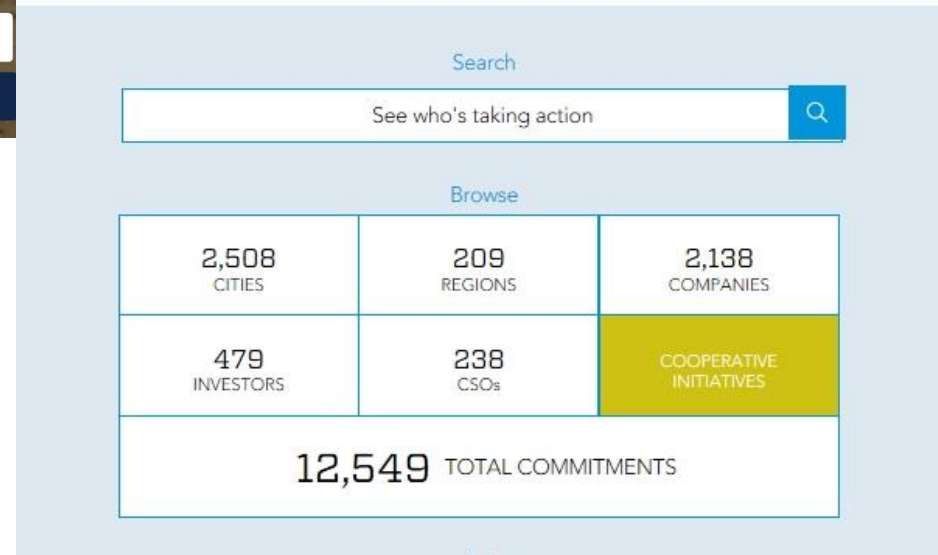 Search
See who's taking action
Browse
2,508
CITIES
209
REGIONS
2,138
COMPANIES
479
INVESTORS
238
CSOs
COOPERATIVE
INITIATIVES
12,549 TOTAL COMMITMENTS